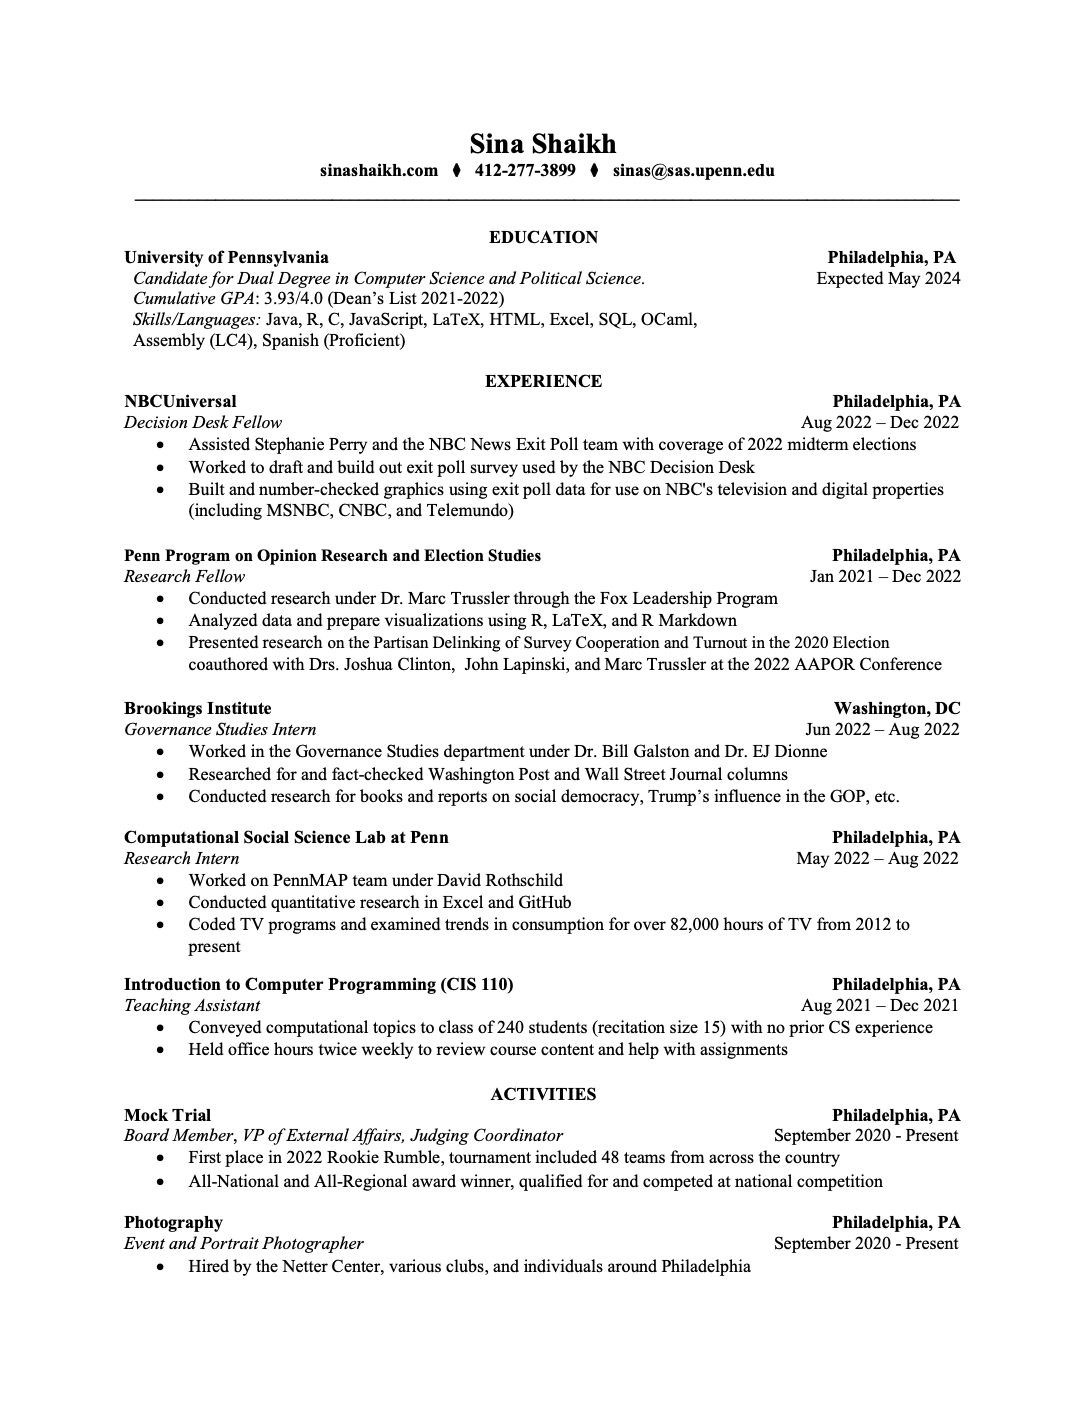 Sina Shaikh
sinashaikh.com ⧫ 412-277-3899 ⧫ sinas@sas.upenn.edu
EDUCATION
University of Pennsylvania Philadelphia, PA
Candidate for Dual Degree in Computer Science and Political Science. Expected May 2024
Cumulative GPA: 3.93/4.0 (Dean’s List 2021-2022)
Skills/Languages: Java, R, C, JavaScript, LaTeX, HTML, Excel, SQL, OCaml,
Assembly (LC4), Spanish (Proficient)
EXPERIENCE
NBCUniversal Philadelphia, PA
Decision Desk Fellow Aug 2022 – Dec 2022
• Assisted Stephanie Perry and the NBC News Exit Poll team with coverage of 2022 midterm elections
• Worked to draft and build out exit poll survey used by the NBC Decision Desk
• Built and number-checked graphics using exit poll data for use on NBC's television and digital properties
(including MSNBC, CNBC, and Telemundo)
Penn Program on Opinion Research and Election Studies Philadelphia, PA
Research Fellow Jan 2021 – Dec 2022
• Conducted research under Dr. Marc Trussler through the Fox Leadership Program
• Analyzed data and prepare visualizations using R, LaTeX, and R Markdown
• Presented research on the Partisan Delinking of Survey Cooperation and Turnout in the 2020 Election
coauthored with Drs. Joshua Clinton, John Lapinski, and Marc Trussler at the 2022 AAPOR Conference
Brookings Institute Washington, DC
Governance Studies Intern Jun 2022 – Aug 2022
• Worked in the Governance Studies department under Dr. Bill Galston and Dr. EJ Dionne
• Researched for and fact-checked Washington Post and Wall Street Journal columns
• Conducted research for books and reports on social democracy, Trump’s influence in the GOP, etc.
Computational Social Science Lab at Penn Philadelphia, PA
Research Intern May 2022 – Aug 2022
• Worked on PennMAP team under David Rothschild
• Conducted quantitative research in Excel and GitHub
• Coded TV programs and examined trends in consumption for over 82,000 hours of TV from 2012 to
present
Introduction to Computer Programming (CIS 110) Philadelphia, PA
Teaching Assistant Aug 2021 – Dec 2021
• Conveyed computational topics to class of 240 students (recitation size 15) with no prior CS experience
• Held office hours twice weekly to review course content and help with assignments
ACTIVITIES
Mock Trial Philadelphia, PA
Board Member, VP of External Affairs, Judging Coordinator September 2020 - Present
• First place in 2022 Rookie Rumble, tournament included 48 teams from across the country
• All-National and All-Regional award winner, qualified for and competed at national competition
Photography Philadelphia, PA
Event and Portrait Photographer September 2020 - Present
• Hired by the Netter Center, various clubs, and individuals around Philadelphia